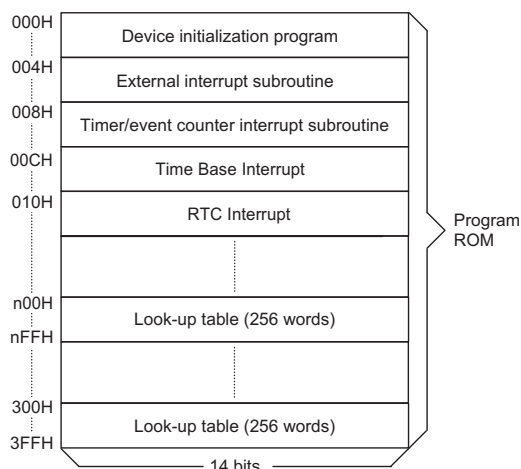 000H
Device initialization program
004H
External interrupt subroutine
008H
Timer/event counter interrupt subroutine
00CH
Time Base Interrupt
010H
RTC Interrupt
Program
ROM
n00H
Look-up table (256 words)
nFFH
300H
Look-up table (256 words)
3FFH
14 bits